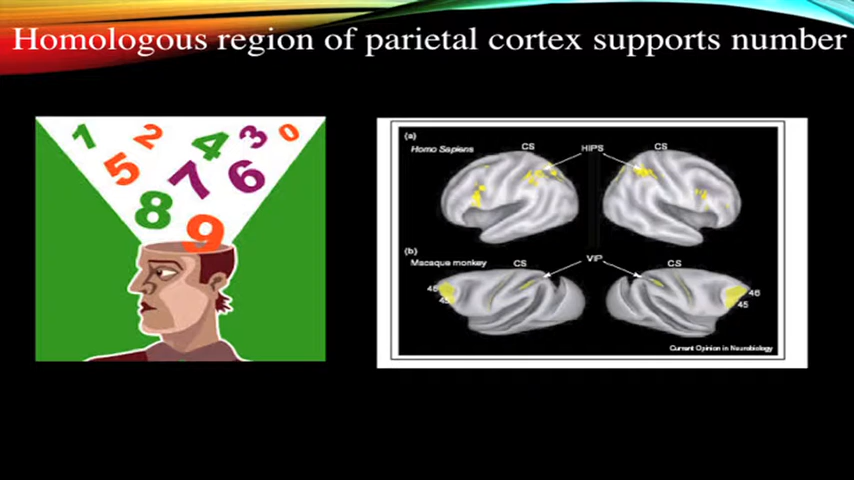 Homologous region of parietal cortex supports number
1 2 4 3 0
5 7 6
8
9
(a)
Homo Sapiens
CS HIPS CS
(b)
Macaque monkey
CS VIP CS
46 46
45 45
Current Opinion in Neurobiology